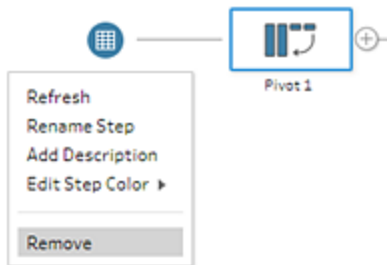 Pivot 1
Refresh
Rename Step
Add Description
Edit Step Color
Remove